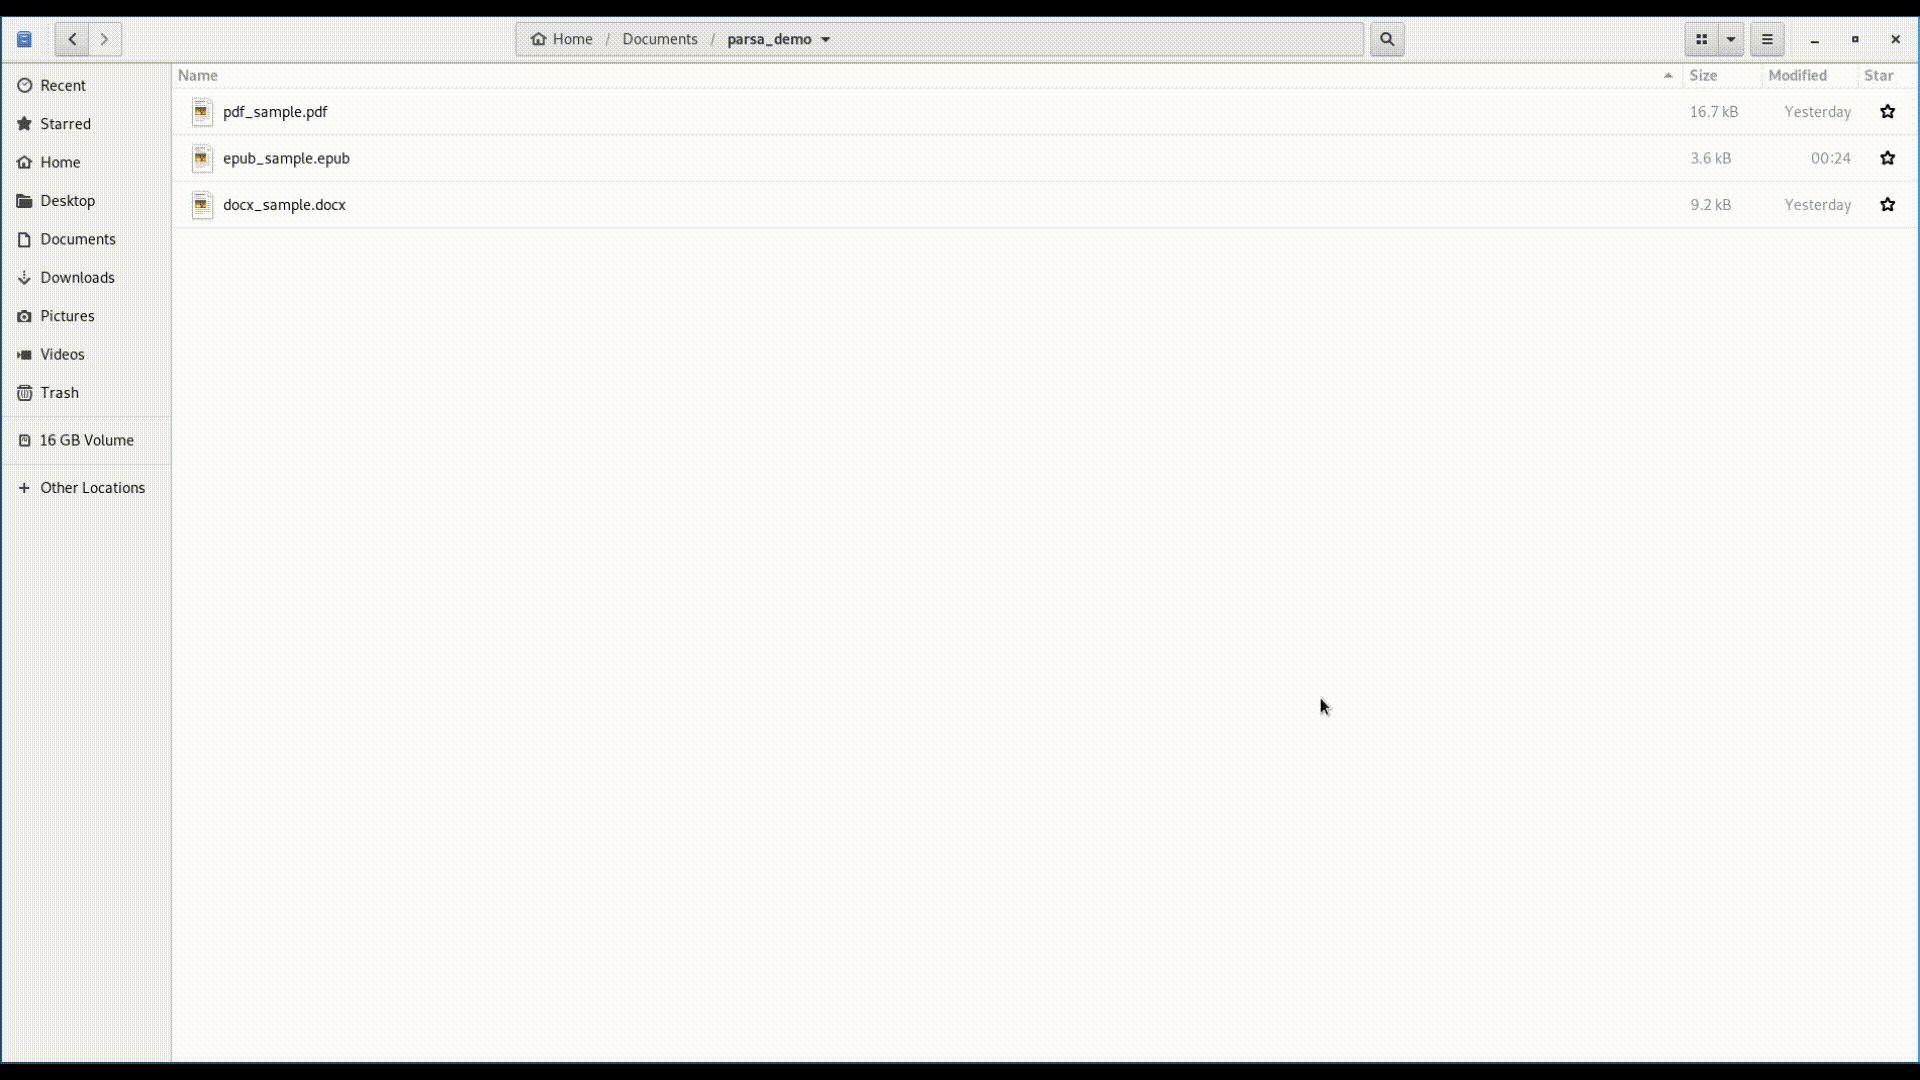 Home / Documents / parsa_demo
Recent
Starred
Home
Desktop
Documents
Downloads
Pictures
Videos
Trash
16 GB Volume
+ Other Locations
Name Size Modified Star
pdf_sample.pdf 16.7 kB Yesterday
epub_sample.epub 3.6 kB 00:24
docx_sample.docx 9.2 kB Yesterday